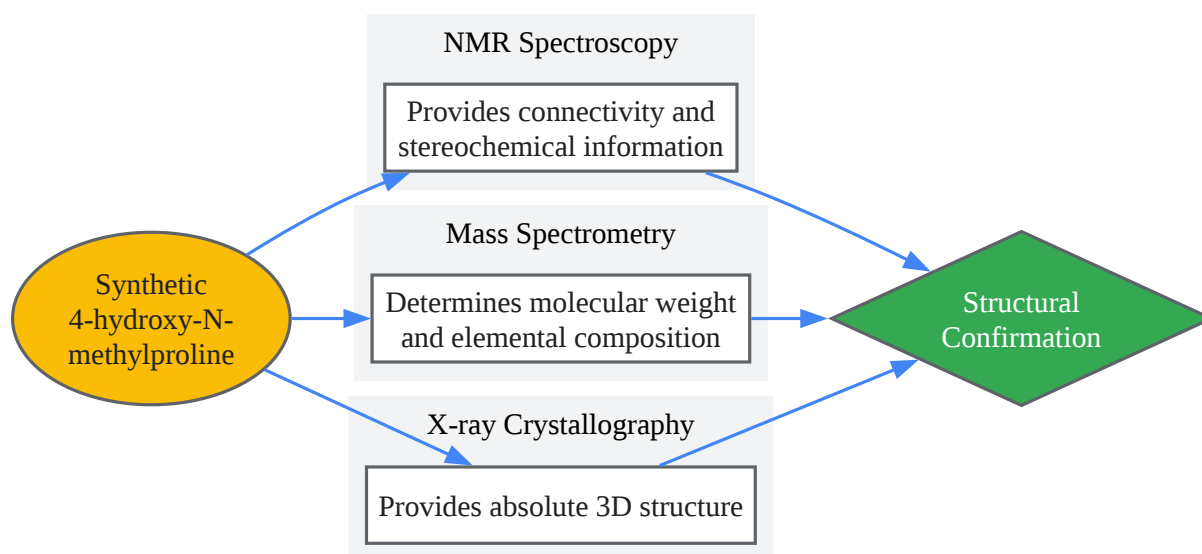 NMR Spectroscopy
Provides connectivity and
stereochemical information
Mass Spectrometry
Synthetic
4-hydroxy-N-
methylproline
Determines molecular weight
and elemental composition
Structural
Confirmation
X-ray Crystallography
Provides absolute 3D structure